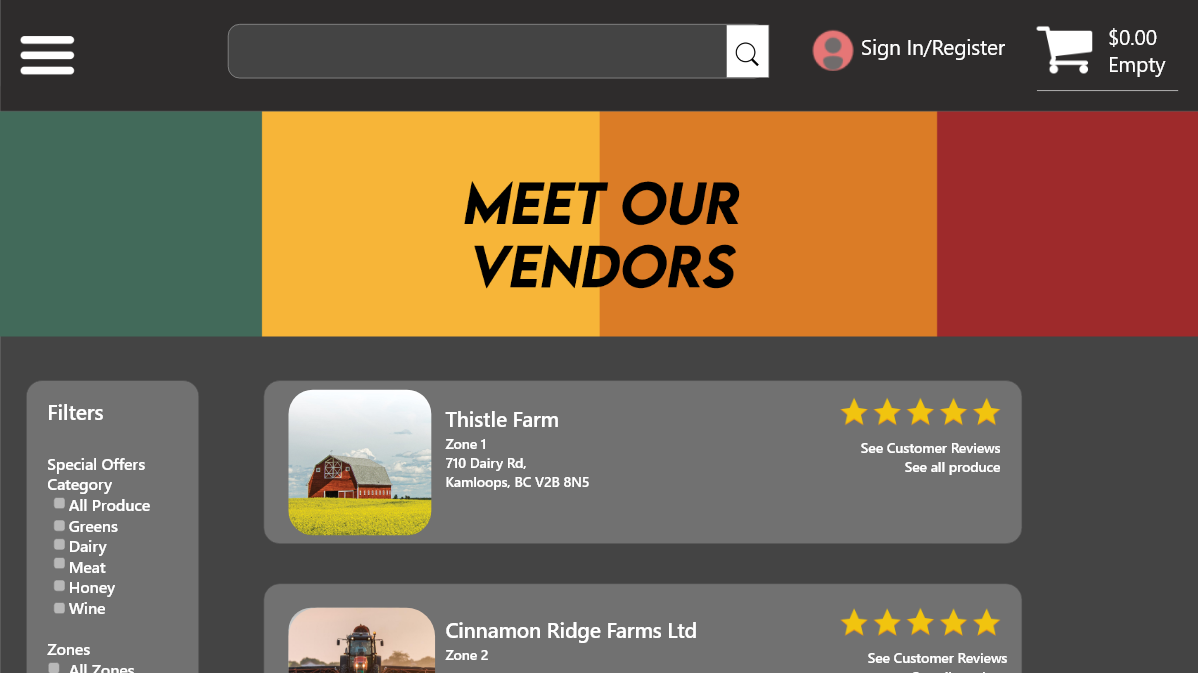 Sign In/Register
$0.00
Empty
MEET OUR
VENDORS
Filters
Special Offers
Category
All Produce
Greens
Dairy
Meat
Honey
Wine
Zones
All Zones
Thistle Farm
Zone 1
710 Dairy Rd,
Kamloops, BC V2B 8N5
See Customer Reviews
See all produce
Cinnamon Ridge Farms Ltd
Zone 2
See Customer Reviews